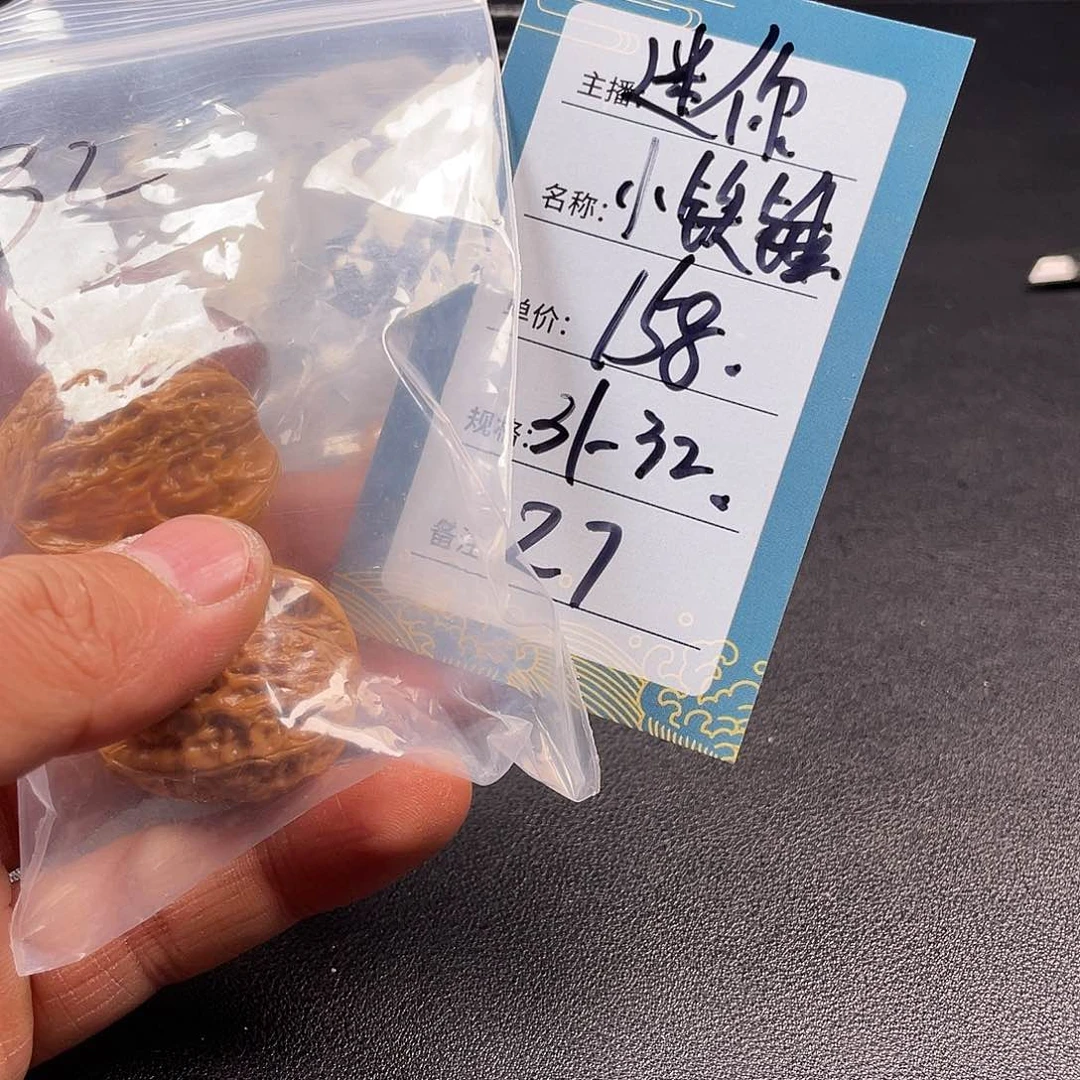 主播 迷你
名称: 小铁锤
单价: 158.
规格: 31-32.
备注 27
32